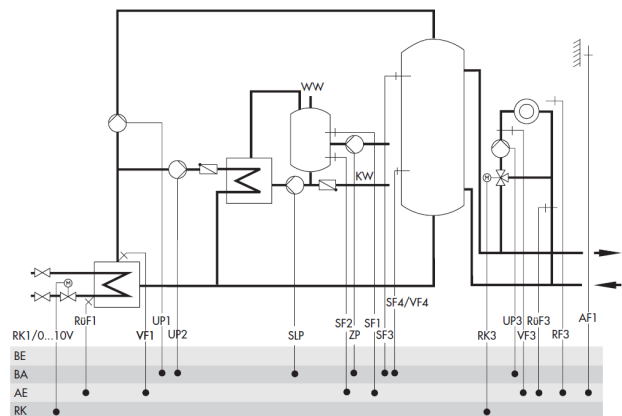 WW
KW
M
M
SF4/VF4
RüF1
UP1
SF2
SF1
UP3
RüF3
AF1
RK1/0...10V
VF1
UP2
SLP
ZP
SF3
RK3
VF3
RF3
BE
BA
AE
RK